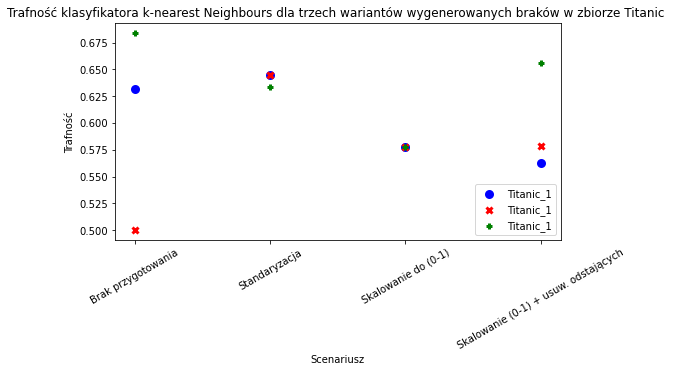 Trafność klasyfikatora k-nearest Neighbours dla trzech wariantów wygenerowanych braków w zbiorze Titanic
0.675
0.650
0.625
0.600
0.575
0.550
0.525
0.500
Trafność
Titanic_1
Titanic_1
Titanic_1
Brak przygotowania
Standaryzacja
Skalowanie do (0-1)
Skalowanie (0-1) + usuw. odstających
Scenariusz